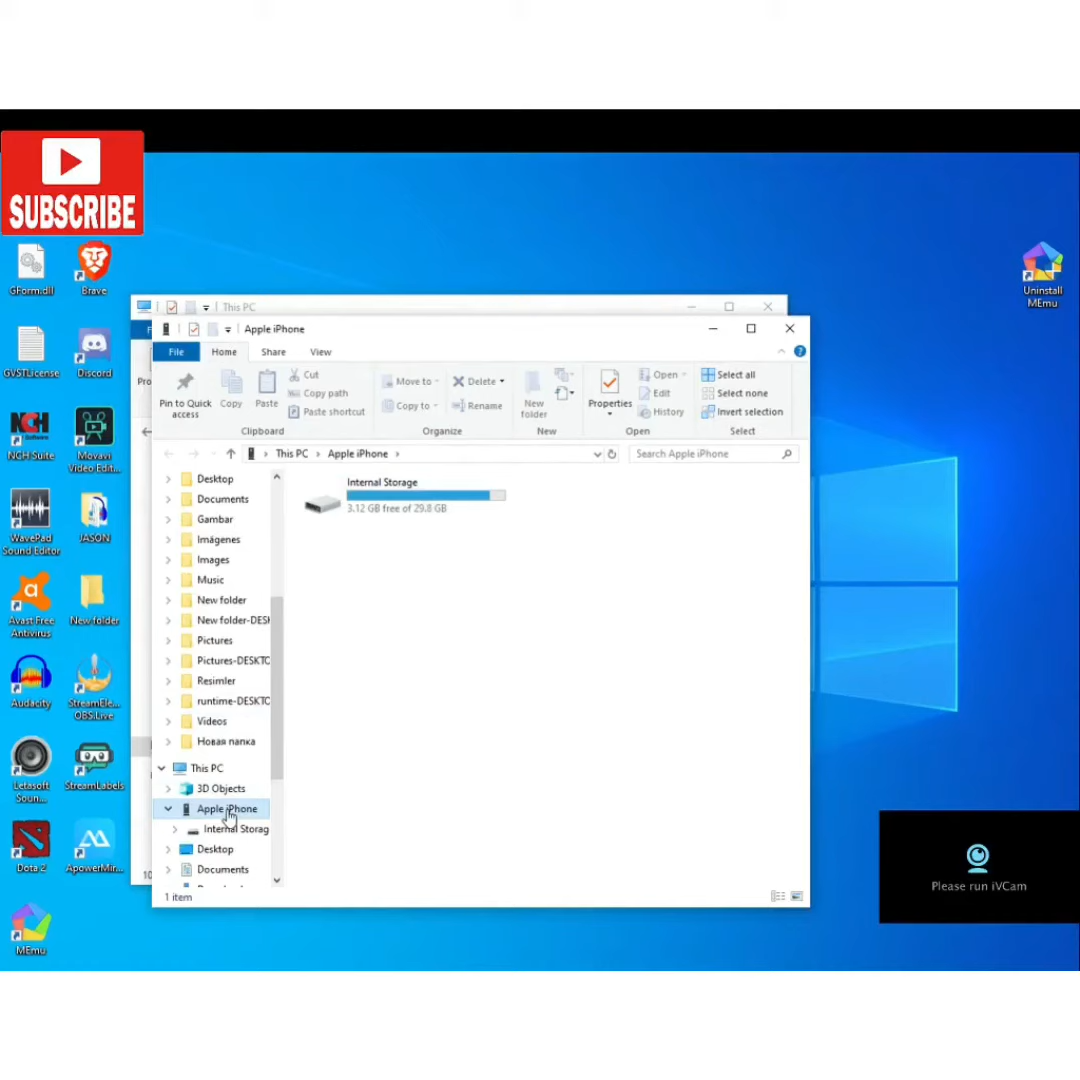 SUBSCRIBE
GForm.dll
Brave
GVSTLicense
Discord
NCH Suite
Movavi
Video Edit...
WavePad
Sound Editor
JASON
Avast Free
Antivirus
New folder
Audacity
StreamEle...
OBS.Live
Letasoft
Soun...
StreamLabels
Dota 2
ApowerMir...
MEmu
Uninstall
MEmu
This PC
Apple iPhone
File
Home
Share
View
Pin to Quick
access
Copy
Paste
Cut
Copy path
Paste shortcut
Clipboard
Move to
Copy to
Delete
Rename
Organize
New
folder
New
Properties
Open
Edit
History
Open
Select all
Select none
Invert selection
Select
This PC > Apple iPhone >
Search Apple iPhone
Desktop
Documents
Gambar
Imágenes
Images
Music
New folder
New folder-DESK
Pictures
Pictures-DESKTO
Resimler
runtime-DESKTO
Videos
Новая папка
This PC
3D Objects
Apple iPhone
Internal Storag
Desktop
Documents
Internal Storage
3.12 GB free of 29.8 GB
1 item
Please run iVCam